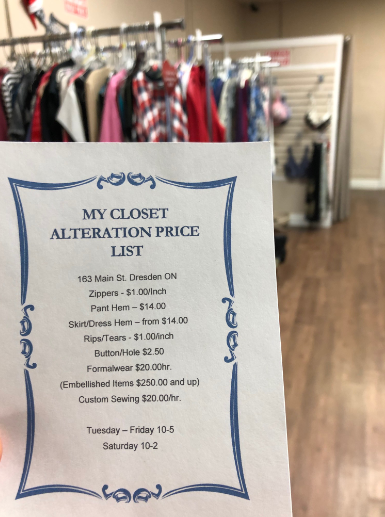 MY CLOSET
ALTERATION PRICE
LIST
163 Main St. Dresden ON
Zippers - $1.00/Inch
Pant Hem – $14.00
Skirt/Dress Hem – from $14.00
Rips/Tears - $1.00/inch
Button/Hole $2.50
Formalwear $20.00hr.
(Embellished Items $250.00 and up)
Custom Sewing $20.00/hr.
Tuesday – Friday 10-5
Saturday 10-2